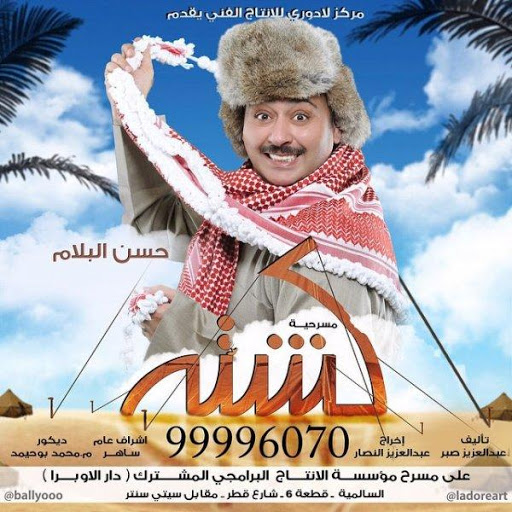 مركز لادوري للانتاج الفني يقدم
حسن البلام
مسرحية
كشته
99996070
تأليف
عبدالعزيز صبر
إخراج
عبدالعزيز النصار
اشراف عام
ساهر
ديكور
م.محمد بوحيمد
على مسرح مؤسسة الانتاج البرامجي المشترك ( دار الاوبرا )
السالمية - قطعة 6 - شارع قطر - مقابل سيتي سنتر
@ballyooo
@ladoreart